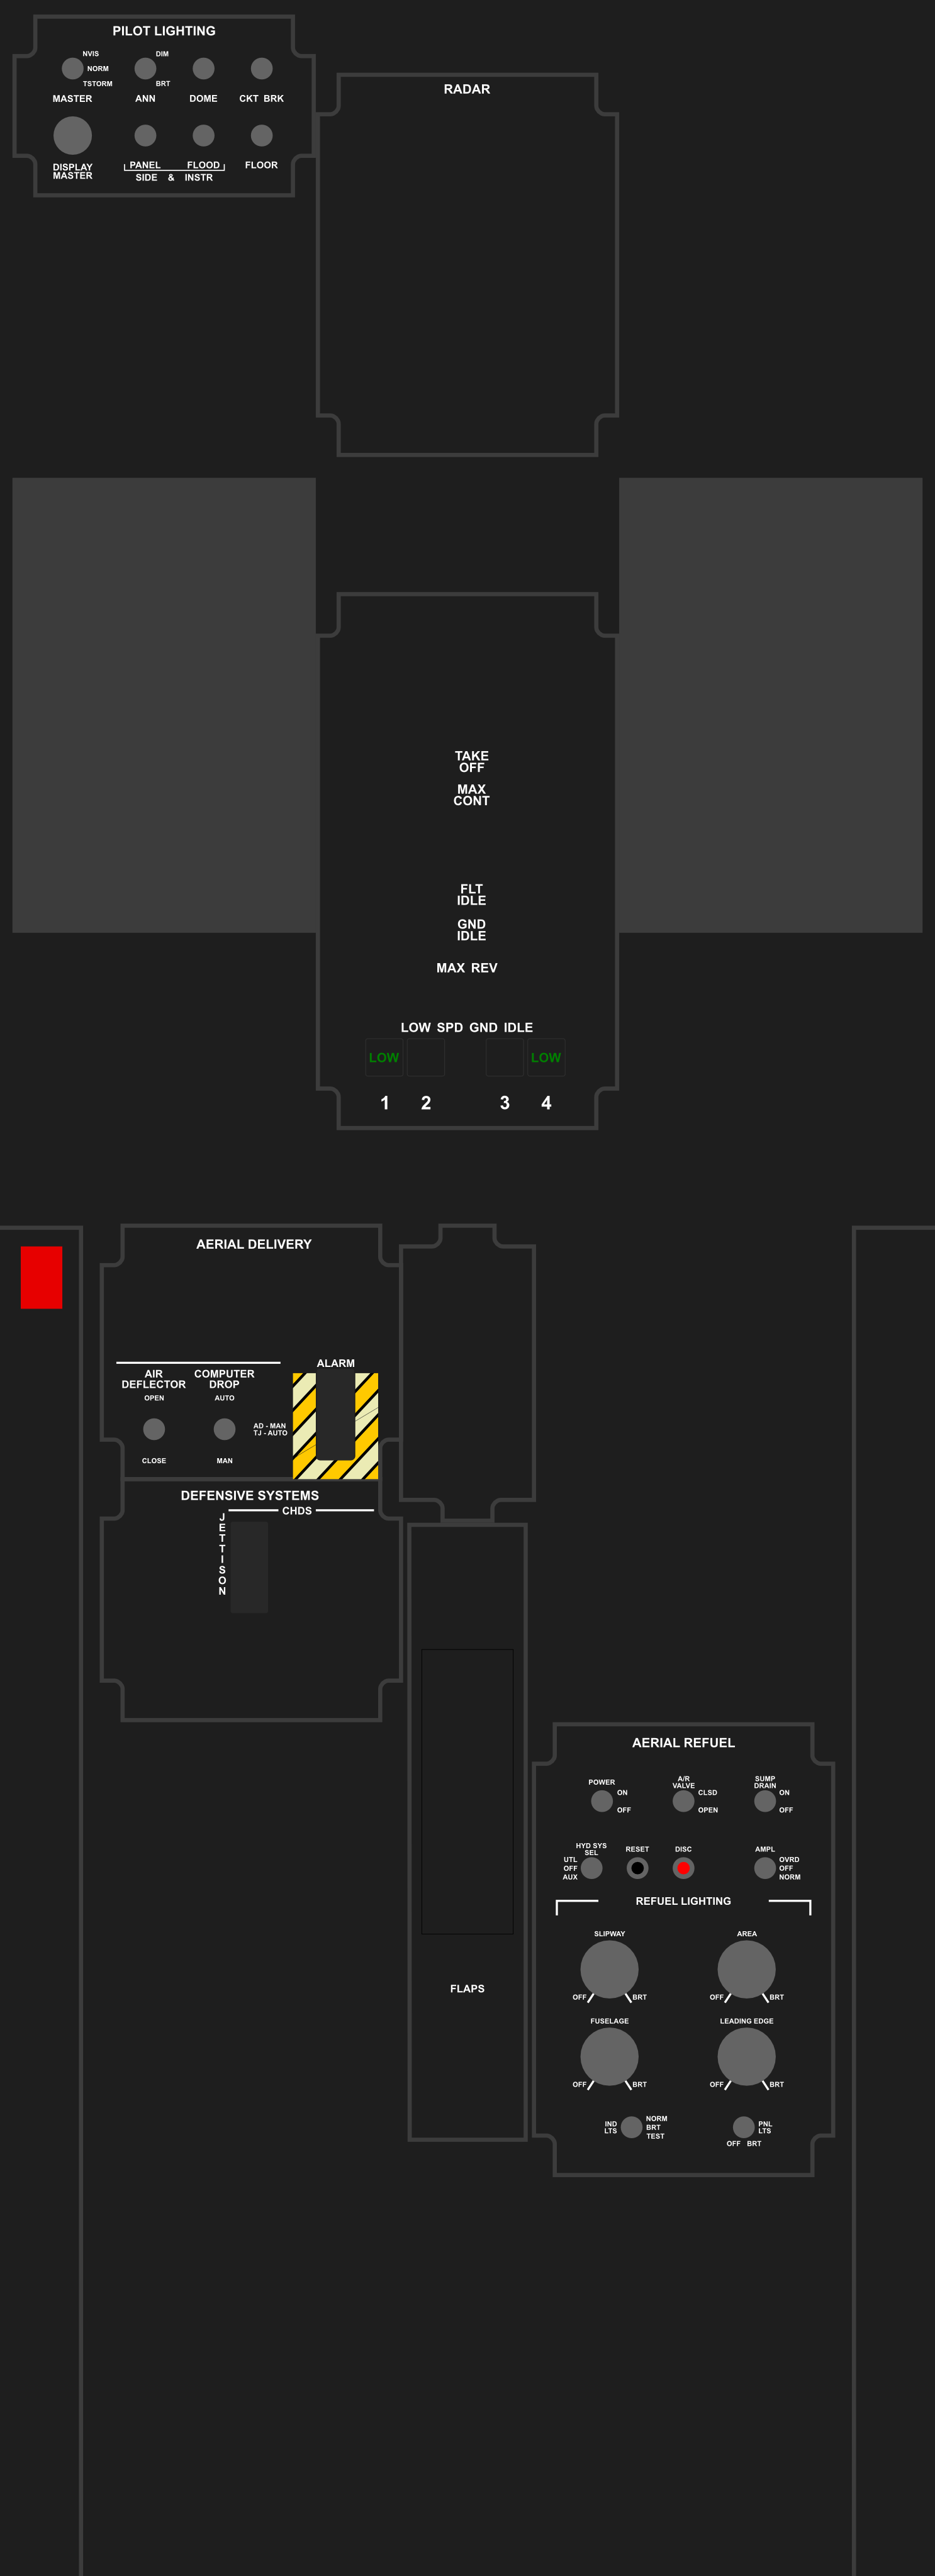 PILOT LIGHTING
NVIS
DIM
NORM
TSTORM
BRT
MASTER
ANN
DOME
CKT BRK
DISPLAY
MASTER
PANEL
FLOOD
FLOOR
SIDE & INSTR
RADAR
TAKE
OFF
MAX
CONT
FLT
IDLE
GND
IDLE
MAX REV
LOW SPD GND IDLE
LOW
LOW
1
2
3
4
AERIAL DELIVERY
ALARM
AIR
DEFLECTOR
COMPUTER
DROP
OPEN
AUTO
AD - MAN
TJ - AUTO
CLOSE
MAN
DEFENSIVE SYSTEMS
CHDS
JETTISON
FLAPS
AERIAL REFUEL
POWER
ON
OFF
A/R
VALVE
CLSD
OPEN
SUMP
DRAIN
ON
OFF
HYD SYS
SEL
UTL
OFF
AUX
RESET
DISC
AMPL
OVRD
OFF
NORM
REFUEL LIGHTING
SLIPWAY
AREA
OFF
BRT
OFF
BRT
FUSELAGE
LEADING EDGE
OFF
BRT
OFF
BRT
IND
LTS
NORM
BRT
TEST
PNL
LTS
OFF BRT